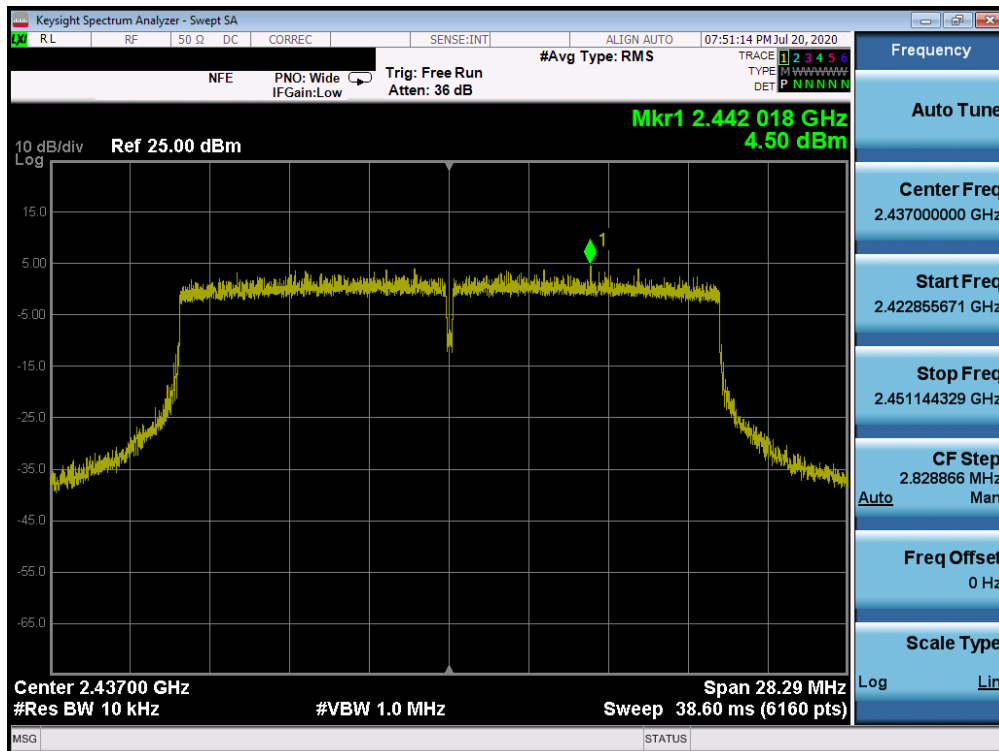 Keysight Spectrum Analyzer - Swept SA
LXI RL RF 50 Ω DC CORREC SENSE:INT ALIGN AUTO 07:51:14 PM Jul 20, 2020
NFE PNO: Wide Trig: Free Run #Avg Type: RMS TRACE 1 2 3 4 5 6
IFGain:Low Atten: 36 dB TYPE M WWWWW
DET P N N N N N
Mkr1 2.442 018 GHz
4.50 dBm
10 dB/div Ref 25.00 dBm
Log
15.0
1
5.00
-5.00
-15.0
-25.0
-35.0
-45.0
-55.0
-65.0
Center 2.43700 GHz Span 28.29 MHz
#Res BW 10 kHz #VBW 1.0 MHz Sweep 38.60 ms (6160 pts)
MSG STATUS
Frequency
Auto Tune
Center Freq
2.437000000 GHz
Start Freq
2.422855671 GHz
Stop Freq
2.451144329 GHz
CF Step
2.828866 MHz
Auto Man
Freq Offset
0 Hz
Scale Type
Log Lin